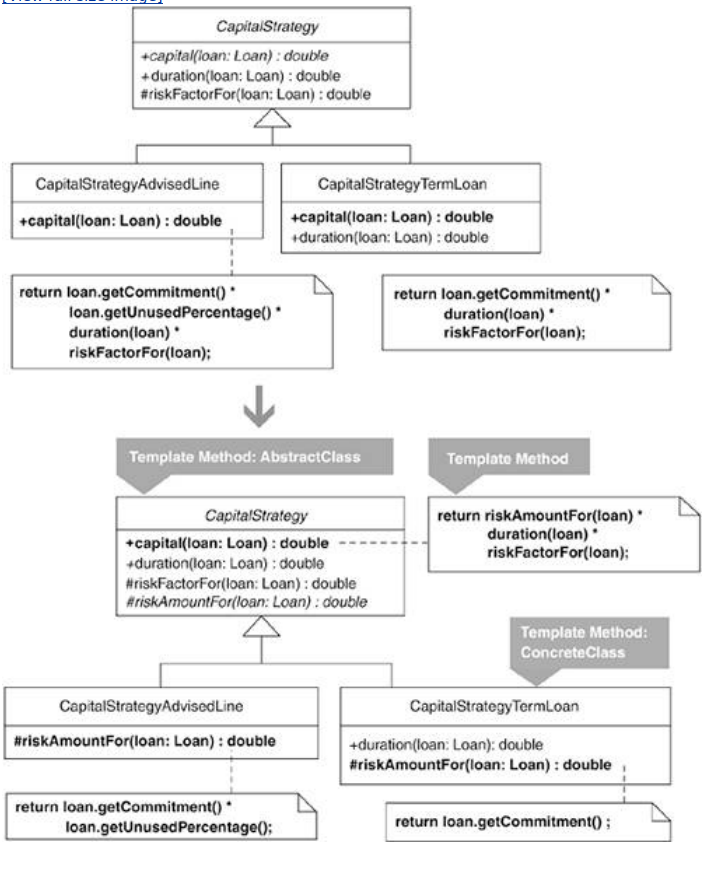 [View full size image]
CapitalStrategy
+capital(loan: Loan) : double
+duration(loan: Loan) : double
#riskFactorFor(loan: Loan) : double
CapitalStrategyAdvisedLine
+capital(loan: Loan) : double
CapitalStrategyTermLoan
+capital(loan: Loan) : double
+duration(loan: Loan) : double
return loan.getCommitment() *
loan.getUnusedPercentage() *
duration(loan) *
riskFactorFor(loan);
return loan.getCommitment() *
duration(loan) *
riskFactorFor(loan);
Template Method: AbstractClass
Template Method
CapitalStrategy
+capital(loan: Loan) : double
+duration(loan: Loan) : double
#riskFactorFor(loan: Loan) : double
#riskAmountFor(loan: Loan) : double
return riskAmountFor(loan) *
duration(loan) *
riskFactorFor(loan);
Template Method:
ConcreteClass
CapitalStrategyAdvisedLine
#riskAmountFor(loan: Loan) : double
CapitalStrategyTermLoan
+duration(loan: Loan): double
#riskAmountFor(loan: Loan) : double
return loan.getCommitment() *
loan.getUnusedPercentage();
return loan.getCommitment() ;